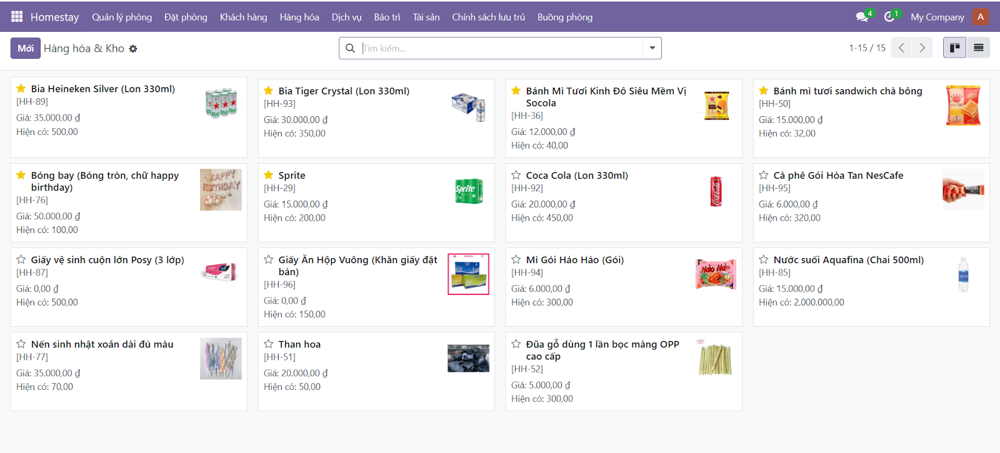 Homestay Quản lý phòng Đặt phòng Khách hàng Hàng hóa Dịch vụ Bảo trì Tài sản Chính sách lưu trú Buồng phòng 4 1 My Company A
Mới Hàng hóa & Kho Tìm kiếm... 1-15 / 15
Bia Heineken Silver (Lon 330ml)
[HH-89]
Giá: 35.000,00 ₫
Hiện có: 500,00
Bia Tiger Crystal (Lon 330ml)
[HH-93]
Giá: 30.000,00 ₫
Hiện có: 350,00
Bánh Mì Tươi Kinh Đô Siêu Mềm Vị
Socola
[HH-36]
Giá: 12.000,00 ₫
Hiện có: 40,00
Bánh mì tươi sandwich chà bông
[HH-50]
Giá: 15.000,00 ₫
Hiện có: 32,00
Bóng bay (Bóng tròn, chữ happy
birthday)
[HH-76]
Giá: 50.000,00 ₫
Hiện có: 100,00
HAPPY
BIRTHDAY
Sprite
[HH-29]
Giá: 15.000,00 ₫
Hiện có: 200,00
Sprite
Coca Cola (Lon 330ml)
[HH-92]
Giá: 20.000,00 ₫
Hiện có: 450,00
Cà phê Gói Hòa Tan NesCafe
[HH-95]
Giá: 6.000,00 ₫
Hiện có: 320,00
Giấy vệ sinh cuộn lớn Posy (3 lớp)
[HH-87]
Giá: 0,00 ₫
Hiện có: 500,00
Giấy Ăn Hộp Vuông (Khăn giấy đặt
bàn)
[HH-96]
Giá: 0,00 ₫
Hiện có: 150,00
Mì Gói Hảo Hảo (Gói)
[HH-94]
Giá: 6.000,00 ₫
Hiện có: 300,00
Hảo Hảo
Nước suối Aquafina (Chai 500ml)
[HH-85]
Giá: 15.000,00 ₫
Hiện có: 2.000.000,00
Nến sinh nhật xoắn dài đủ màu
[HH-77]
Giá: 35.000,00 ₫
Hiện có: 70,00
Than hoa
[HH-51]
Giá: 20.000,00 ₫
Hiện có: 50,00
Đũa gỗ dùng 1 lần bọc màng OPP
cao cấp
[HH-52]
Giá: 5.000,00 ₫
Hiện có: 300,00